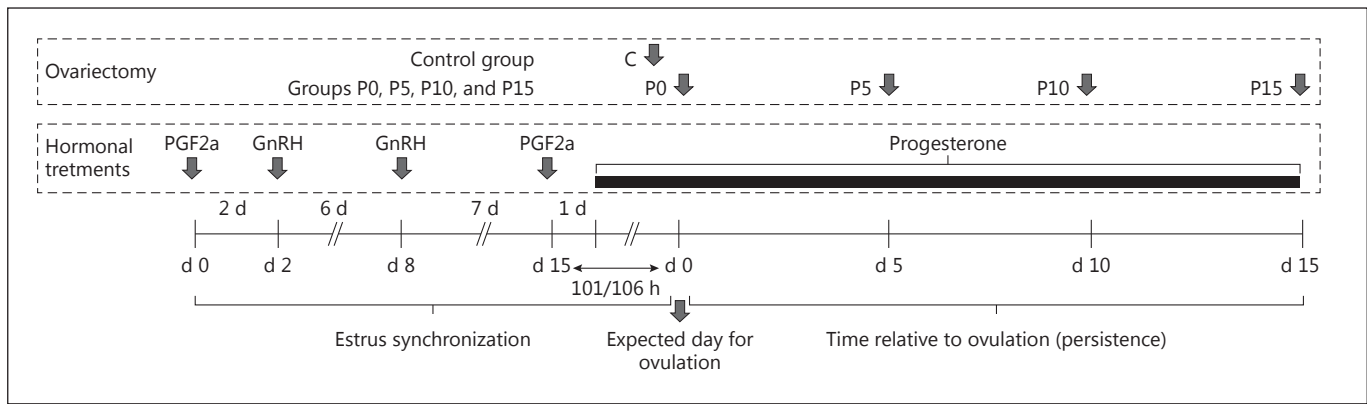 Ovariectomy
Control group
C
Groups P0, P5, P10, and P15
P0
P5
P10
P15
Hormonal
tretments
PGF2a
GnRH
GnRH
PGF2a
Progesterone
2 d
6 d
7 d
1 d
d 0
d 2
d 8
d 15
d 0
d 5
d 10
d 15
101/106 h
Estrus synchronization
Expected day for
ovulation
Time relative to ovulation (persistence)